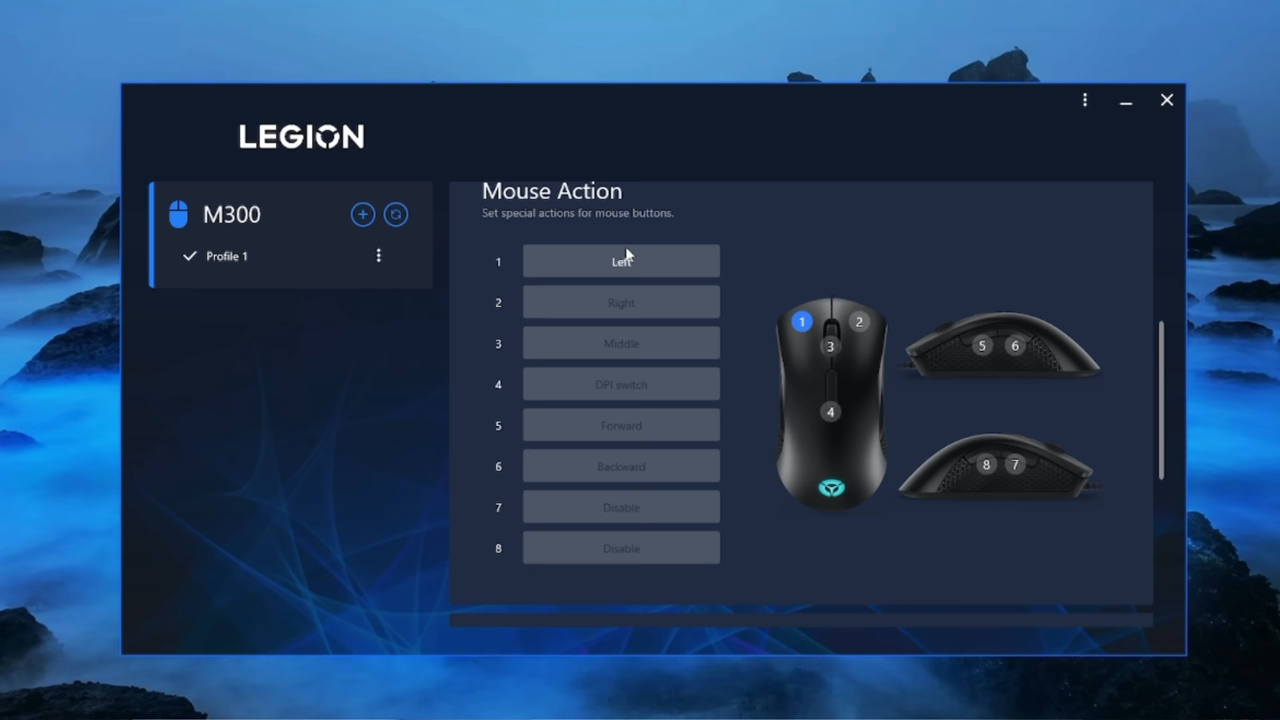 LEGION
M300
Profile 1
Mouse Action
Set special actions for mouse buttons.
1 Left
2 Right
3 Middle
4 DPI switch
5 Forward
6 Backward
7 Disable
8 Disable
1 2
3
4
5 6
8 7